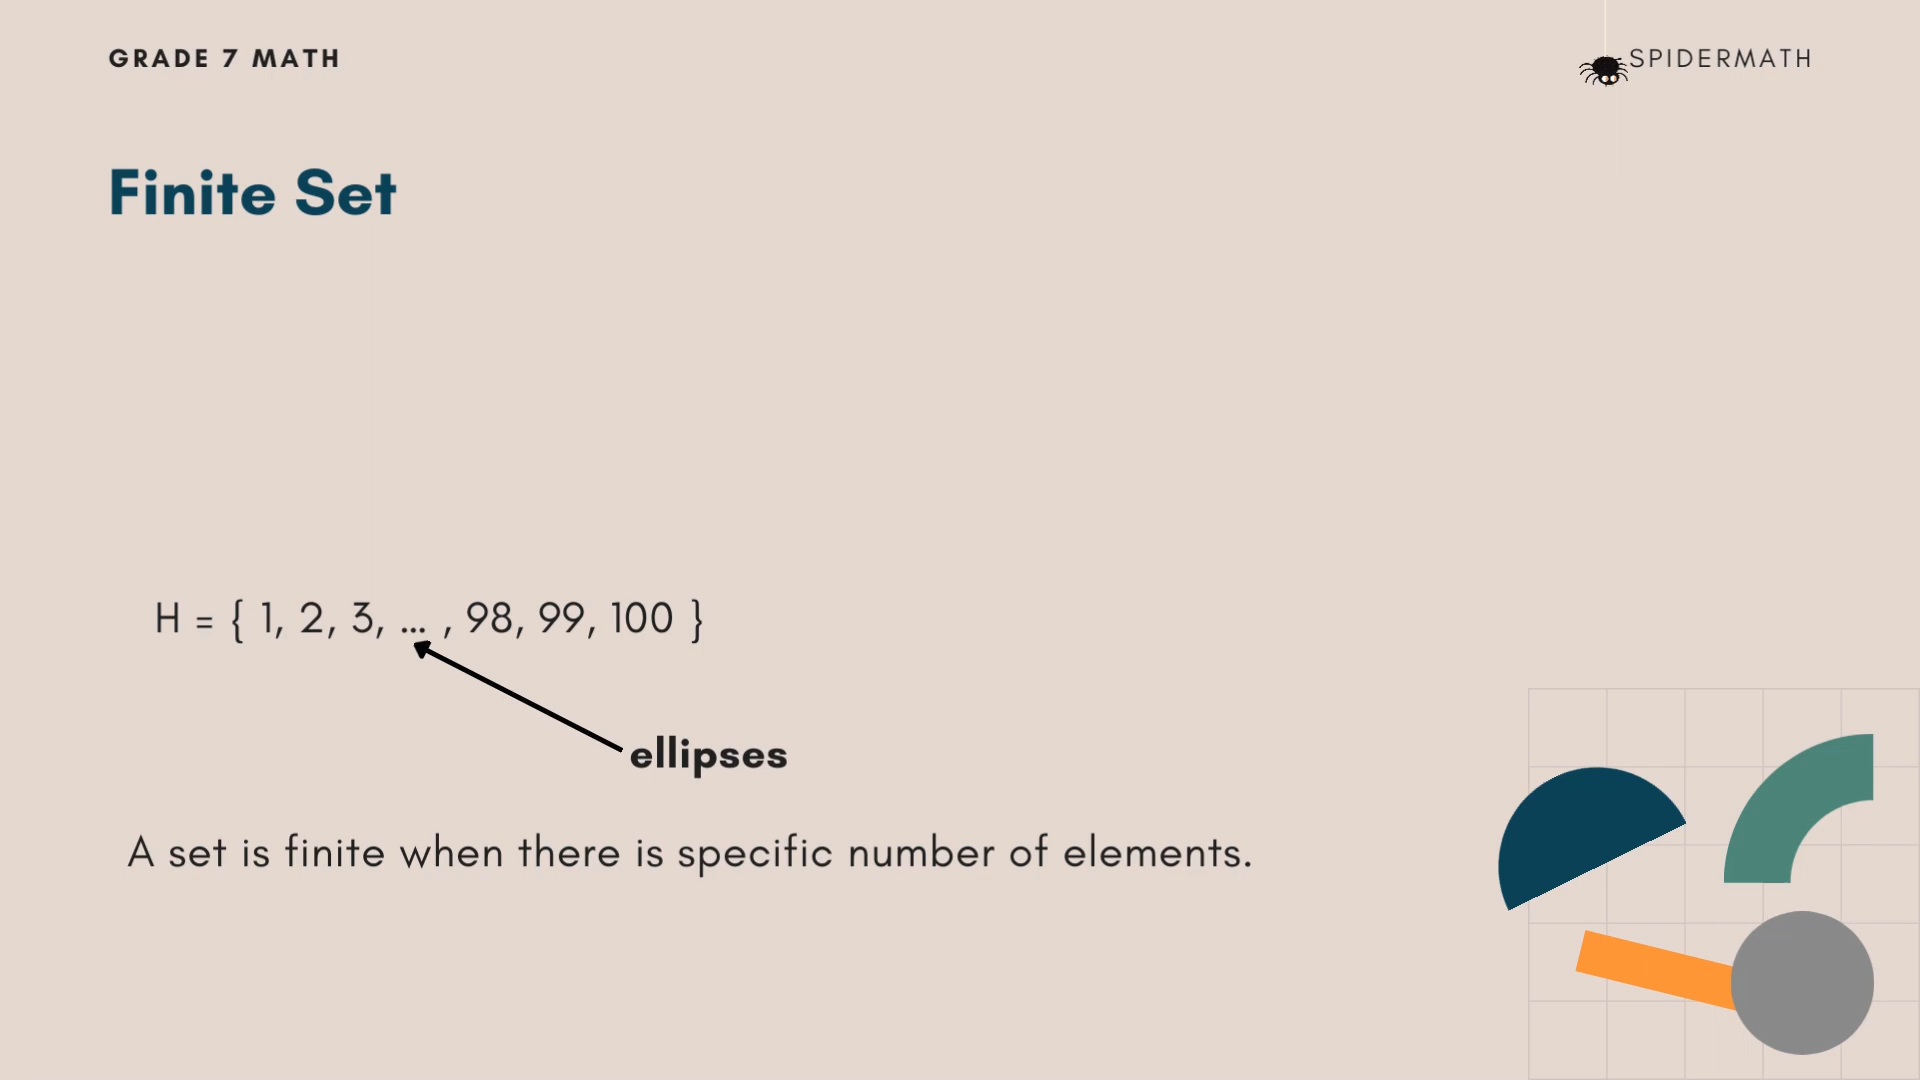 GRADE 7 MATH
SPIDERMATH
Finite Set
H = { 1, 2, 3, ... , 98, 99, 100 }
ellipses
A set is finite when there is specific number of elements.